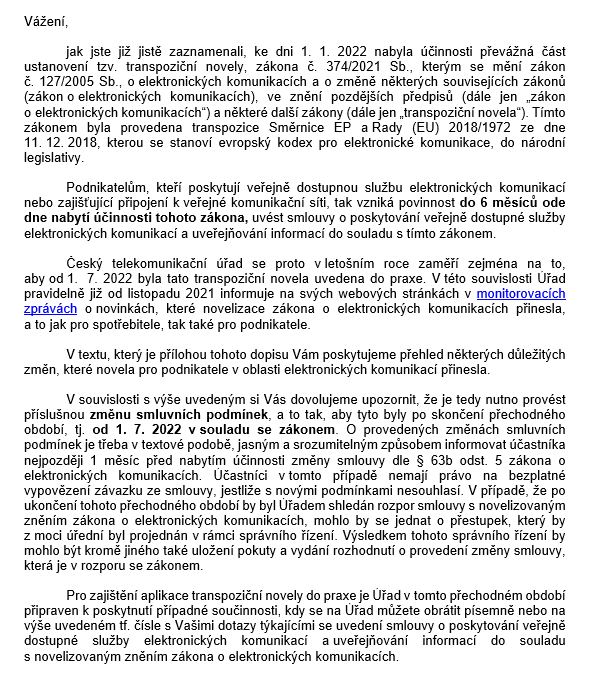 Vážení,
jak jste již jistě zaznamenali, ke dni 1. 1. 2022 nabyla účinnosti převážná část
ustanovení tzv. transpoziční novely, zákona č. 374/2021 Sb., kterým se mění zákon
č. 127/2005 Sb., o elektronických komunikacích a o změně některých souvisejících zákonů
(zákon o elektronických komunikacích), ve znění pozdějších předpisů (dále jen „zákon
o elektronických komunikacích“) a některé další zákony (dále jen „transpoziční novela“). Tímto
zákonem byla provedena transpozice Směrnice EP a Rady (EU) 2018/1972 ze dne
11. 12. 2018, kterou se stanoví evropský kodex pro elektronické komunikace, do národní
legislativy.
Podnikatelům, kteří poskytují veřejně dostupnou službu elektronických komunikací
nebo zajišťující připojení k veřejné komunikační síti, tak vzniká povinnost do 6 měsíců ode
dne nabytí účinnosti tohoto zákona, uvést smlouvy o poskytování veřejně dostupné služby
elektronických komunikací a uveřejňování informací do souladu s tímto zákonem.
Český telekomunikační úřad se proto v letošním roce zaměří zejména na to,
aby od 1. 7. 2022 byla tato transpoziční novela uvedena do praxe. V této souvislosti Úřad
pravidelně již od listopadu 2021 informuje na svých webových stránkách v monitorovacích
zprávách o novinkách, které novelizace zákona o elektronických komunikacích přinesla,
a to jak pro spotřebitele, tak také pro podnikatele.
V textu, který je přílohou tohoto dopisu Vám poskytujeme přehled některých důležitých
změn, které novela pro podnikatele v oblasti elektronických komunikací přinesla.
V souvislosti s výše uvedeným si Vás dovolujeme upozornit, že je tedy nutno provést
příslušnou změnu smluvních podmínek, a to tak, aby tyto byly po skončení přechodného
období, tj. od 1. 7. 2022 v souladu se zákonem. O provedených změnách smluvních
podmínek je třeba v textové podobě, jasným a srozumitelným způsobem informovat účastníka
nejpozději 1 měsíc před nabytím účinnosti změny smlouvy dle § 63b odst. 5 zákona o
elektronických komunikacích. Účastníci v tomto případě nemají právo na bezplatné
vypovězení závazku ze smlouvy, jestliže s novými podmínkami nesouhlasí. V případě, že po
ukončení tohoto přechodného období by byl Úřadem shledán rozpor smlouvy s novelizovaným
zněním zákona o elektronických komunikacích, mohlo by se jednat o přestupek, který by
z moci úřední byl projednán v rámci správního řízení. Výsledkem tohoto správního řízení by
mohlo být kromě jiného také uložení pokuty a vydání rozhodnutí o provedení změny smlouvy,
která je v rozporu se zákonem.
Pro zajištění aplikace transpoziční novely do praxe je Úřad v tomto přechodném období
připraven k poskytnutí případné součinnosti, kdy se na Úřad můžete obrátit písemně nebo na
výše uvedeném tf. čísle s Vašimi dotazy týkajícími se uvedení smlouvy o poskytování veřejně
dostupné služby elektronických komunikací a uveřejňování informací do souladu
s novelizovaným zněním zákona o elektronických komunikacích.